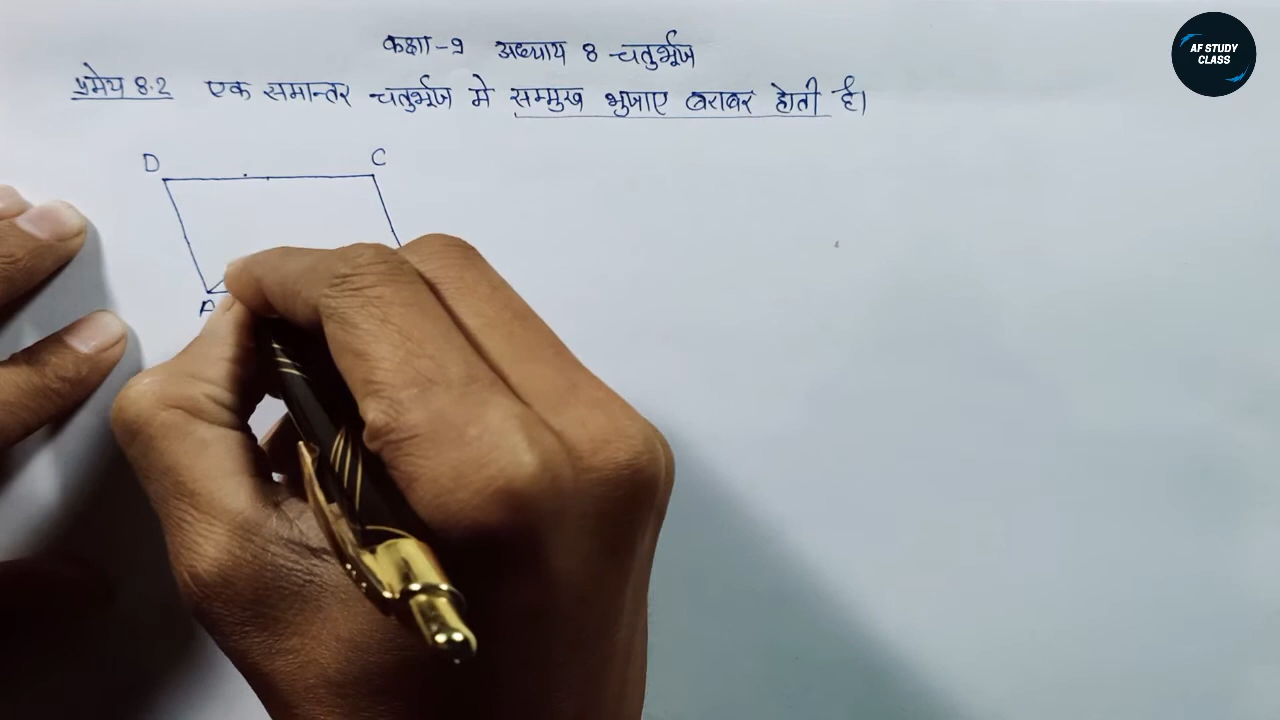 कक्षा-9 अध्याय 8 चतुर्भुज
प्रमेय 8.2 एक समान्तर चतुर्भुज मे सम्मुख भुजाए बराबर होती है।
D C
A
AF STUDY
CLASS